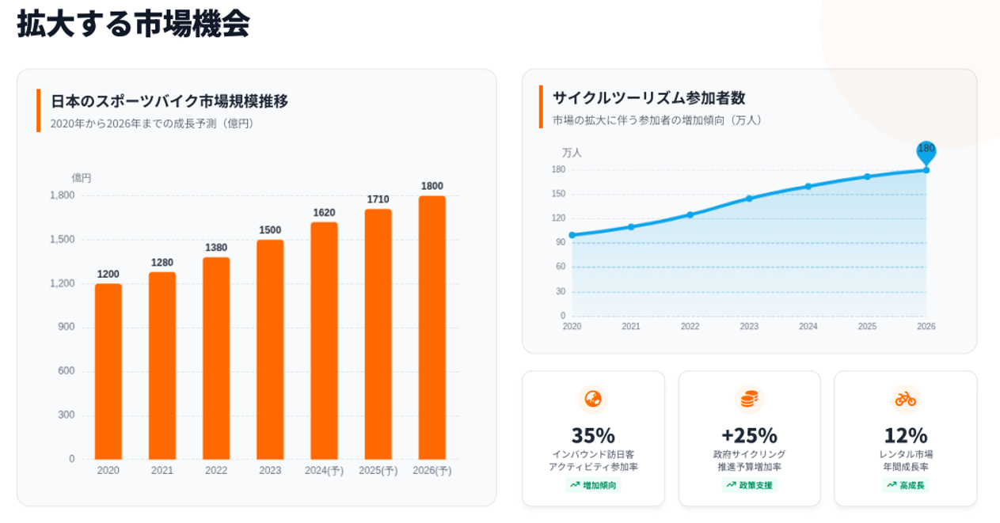 拡大する市場機会
日本のスポーツバイク市場規模推移
2020年から2026年までの成長予測（億円）
億円
1,800
1,500
1,200
900
600
300
0
1200
1280
1380
1500
1620
1710
1800
2020
2021
2022
2023
2024(予)
2025(予)
2026(予)
サイクルツーリズム参加者数
市場の拡大に伴う参加者の増加傾向（万人）
万人
180
180
150
120
90
60
30
0
2020
2021
2022
2023
2024
2025
2026
35%
インバウンド訪日客
アクティビティ参加率
増加傾向
+25%
政府サイクリング
推進予算増加率
政策支援
12%
レンタル市場
年間成長率
高成長